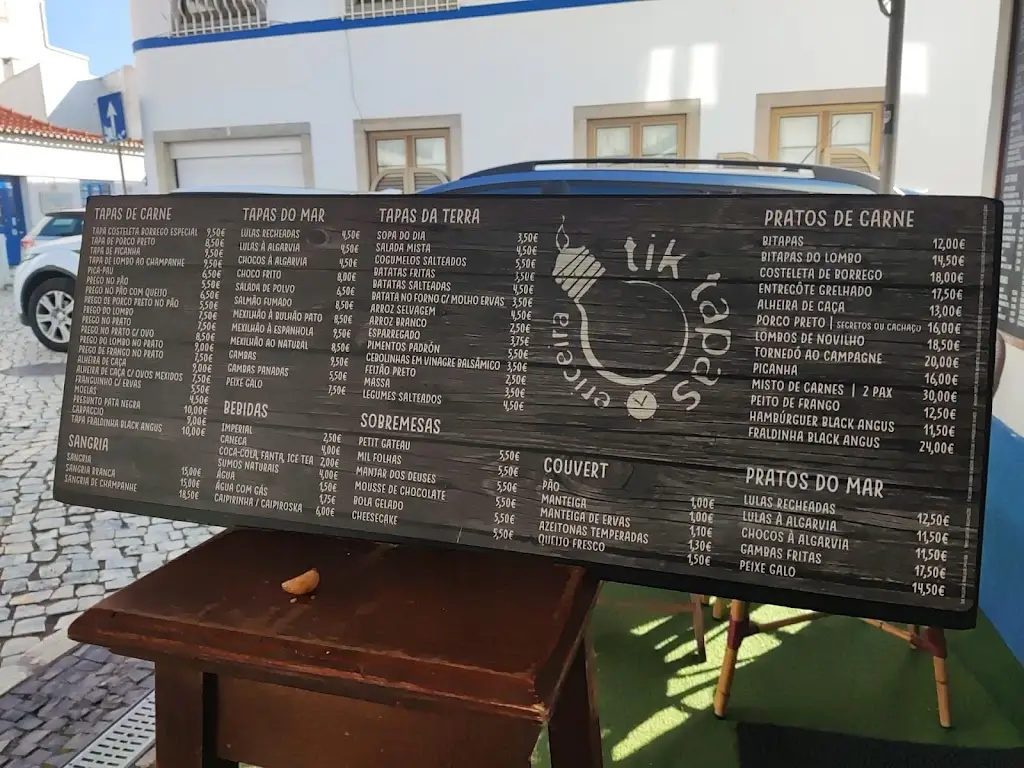 TAPAS DE CARNE
TAPA COSTELETA BORREGO ESPECIAL 9,50€
TAPA DE PORCO PRETO 8,50€
TAPA DE PICANHA 9,50€
TAPA DE LOMBO AO CHAMPANHE 9,50€
PICA-PAU 6,50€
PREGO NO PÃO 5,50€
PREGO NO PÃO COM QUEIJO 6,50€
PREGO DE PORCO PRETO NO PÃO 5,50€
PREGO DO LOMBO 7,50€
PREGO NO PRATO 7,50€
PREGO NO PRATO C/ OVO 8,50€
PREGO DO LOMBO NO PRATO 9,00€
PREGO DE FRANGO NO PRATO 7,50€
ALHEIRA DE CAÇA 9,00€
ALHEIRA DE CAÇA C/OVOS MEXIDOS 7,50€
FRANGUINHO C/ERVAS 5,50€
MOELAS 4,50€
PRESUNTO PATA NEGRA 10,00€
CARPACCIO 9,00€
TAPA FRALDINHA BLACK ANGUS 10,00€
SANGRIA
SANGRIA 15,00€
SANGRIA BRANCA 15,00€
SANGRIA DE CHAMPANHE 18,50€
TAPAS DO MAR
LULAS RECHEADAS 4,50€
LULAS À ALGARVIA 4,50€
CHOCOS À ALGARVIA 4,50€
CHOCO FRITO 8,00€
SALADA DE POLVO 6,50€
SALMÃO FUMADO 8,50€
MEXILHÃO À BULHÃO PATO 8,50€
MEXILHÃO À ESPANHOLA 9,50€
MEXILHÃO AO NATURAL 8,50€
GAMBAS 9,50€
GAMBAS PANADAS 9,50€
PEIXE GALO 7,50€
BEBIDAS
IMPERIAL 2,50€
CANECA 4,00€
COCA-COLA, FANTA, ICE TEA 2,00€
SUMOS NATURAIS 4,00€
ÁGUA 1,50€
ÁGUA COM GÁS 1,75€
CAIPIRINHA / CAIPIROSKA 6,00€
TAPAS DA TERRA
SOPA DO DIA 3,50€
SALADA MISTA 4,50€
COGUMELOS SALTEADOS 5,50€
BATATAS FRITAS 3,50€
BATATAS SALTEADAS 4,50€
BATATA NO FORNO C/ MOLHO ERVAS 3,50€
ARROZ SELVAGEM 4,50€
ARROZ BRANCO 2,50€
ESPARREGADO 3,75€
PIMENTOS PADRÓN 5,50€
CEBOLINHAS EM VINAGRE BALSÂMICO 3,50€
FEIJÃO PRETO 2,50€
MASSA 3,50€
LEGUMES SALTEADOS 4,50€
SOBREMESAS
PETIT GATEAU 5,50€
MIL FOLHAS 5,50€
MANJAR DOS DEUSES 5,50€
MOUSSE DE CHOCOLATE 5,50€
BOLO GELADO 5,50€
CHEESECAKE 5,50€
tik tapas
ericeira
COUVERT
PÃO 1,00€
MANTEIGA 1,00€
MANTEIGA DE ERVAS 1,10€
AZEITONAS TEMPERADAS 1,30€
QUEIJO FRESCO 1,50€
PRATOS DE CARNE
BITAPAS 12,00€
BITAPAS DO LOMBO 14,50€
COSTELETA DE BORREGO 18,00€
ENTRECÔTE GRELHADO 17,50€
ALHEIRA DE CAÇA 13,00€
PORCO PRETO | SEGRETOS OU CACHAÇO 16,00€
LOMBOS DE NOVILHO 18,50€
TORNEDÓ AO CAMPAGNE 20,00€
PICANHA 16,00€
MISTO DE CARNES | 2 PAX 30,00€
PEITO DE FRANGO 12,50€
HAMBÚRGUER BLACK ANGUS 11,50€
FRALDINHA BLACK ANGUS 24,00€
PRATOS DO MAR
LULAS RECHEADAS 12,50€
LULAS À ALGARVIA 11,50€
CHOCOS À ALGARVIA 11,50€
GAMBAS FRITAS 17,50€
PEIXE GALO 14,50€